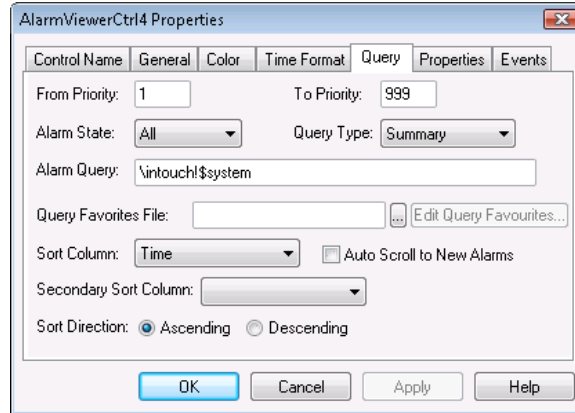 AlarmViewerCtrl4 Properties
Control Name General Color Time Format Query Properties Events
From Priority: 1 To Priority: 999
Alarm State: All Query Type: Summary
Alarm Query: \intouch!$system
Query Favorites File: ... Edit Query Favourites...
Sort Column: Time Auto Scroll to New Alarms
Secondary Sort Column:
Sort Direction: Ascending Descending
OK Cancel Apply Help